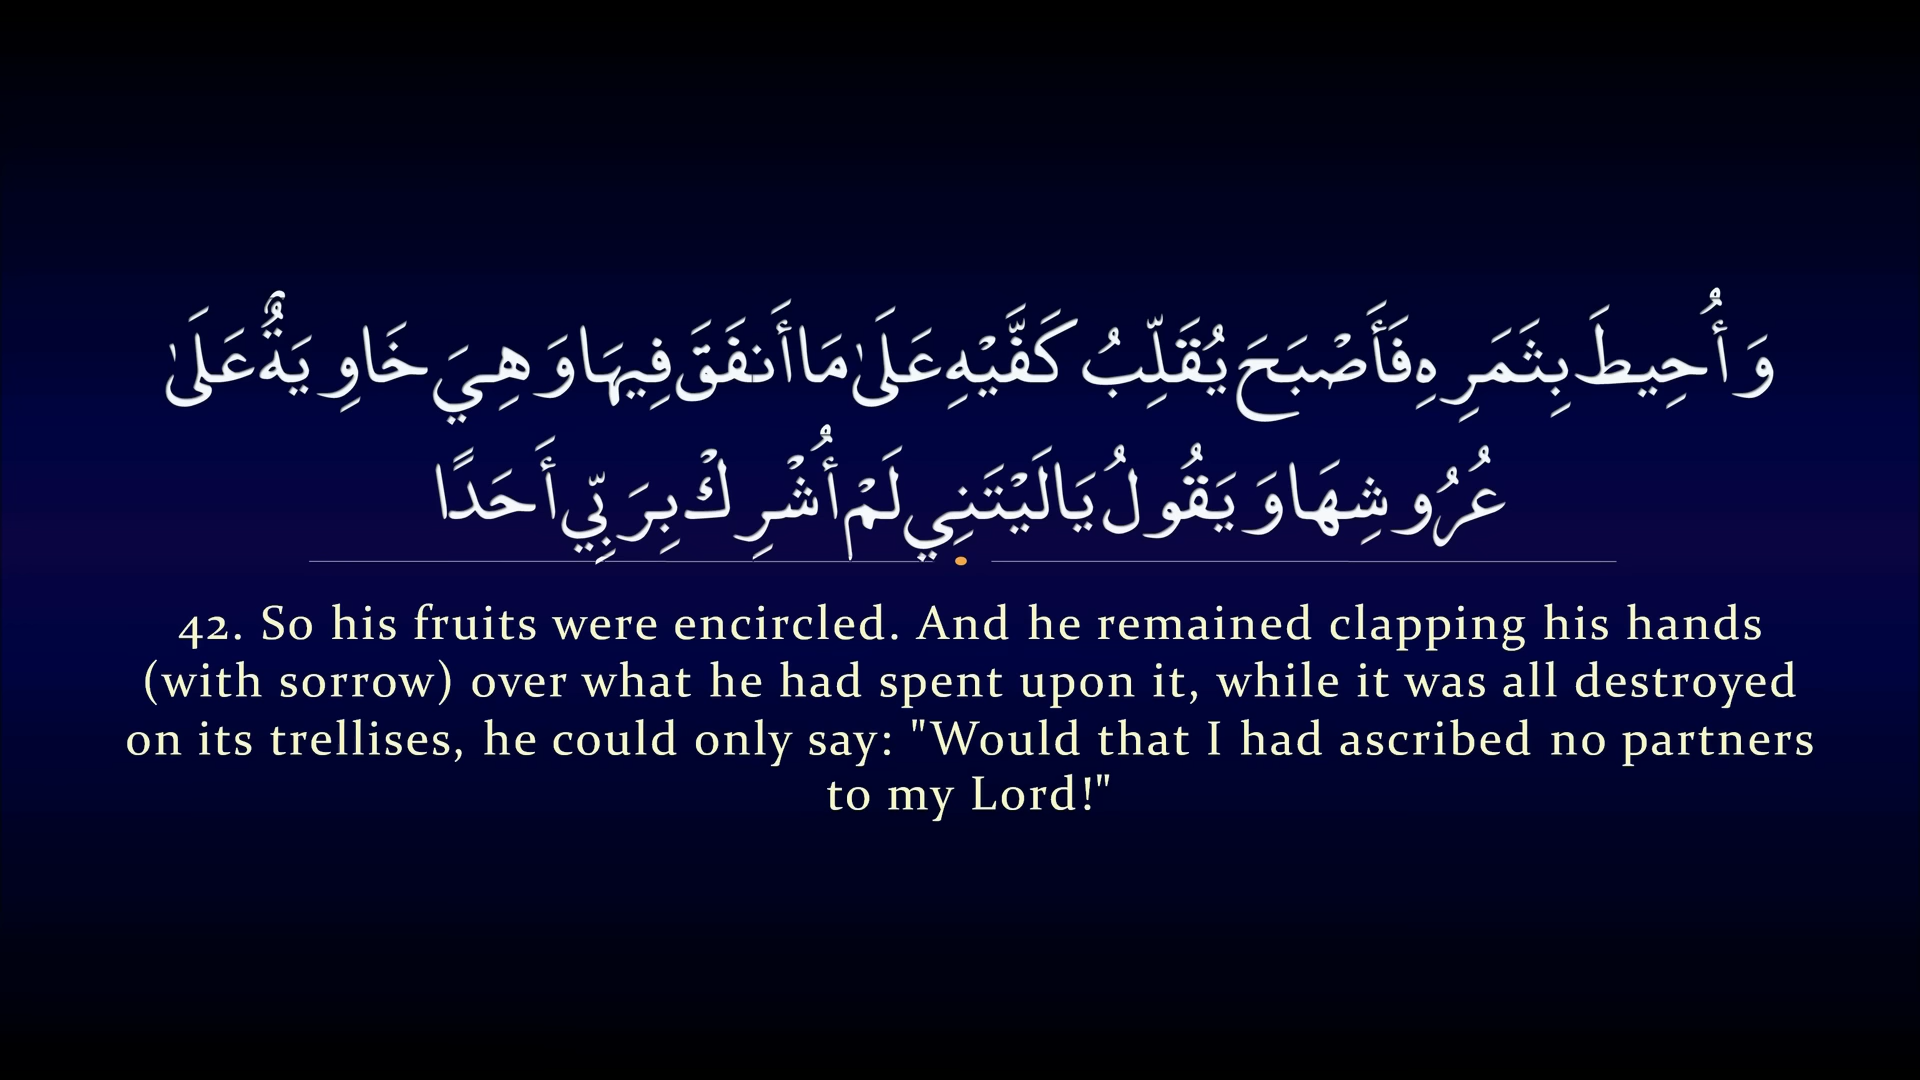 وَأُحِيطَ بِثَمَرِهِ فَأَصْبَحَ يُقَلِّبُ كَفَّيْهِ عَلَىٰ مَا أَنفَقَ فِيهَا وَهِيَ خَاوِيَةٌ عَلَىٰ
عُرُوشِهَا وَيَقُولُ يَالَيْتَنِي لَمْ أُشْرِكْ بِرَبِّي أَحَدًا
42. So his fruits were encircled. And he remained clapping his hands
(with sorrow) over what he had spent upon it, while it was all destroyed
on its trellises, he could only say: "Would that I had ascribed no partners
to my Lord!"